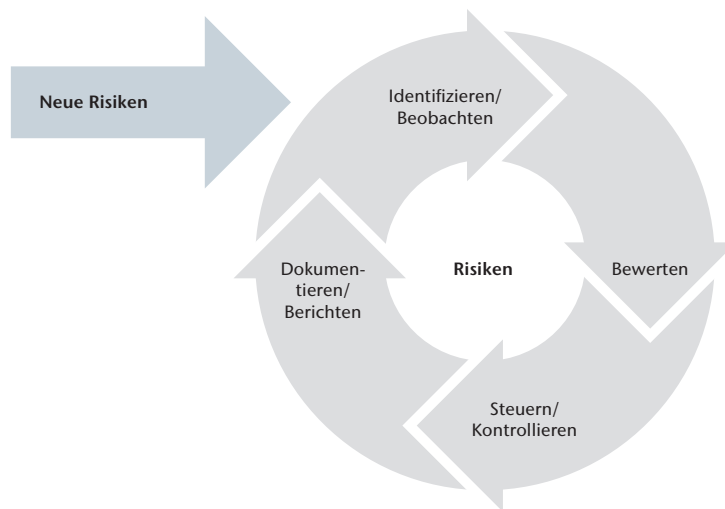 Neue Risiken
Identifizieren/
Beobachten
Dokumen-
tieren/
Berichten
Risiken
Bewerten
Steuern/
Kontrollieren